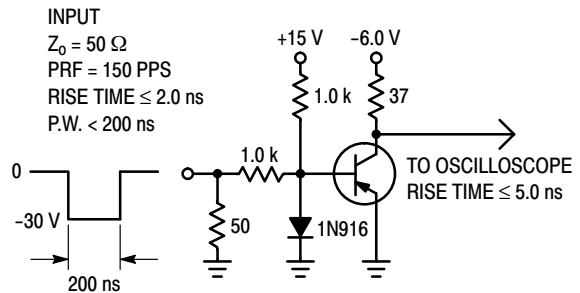 INPUT
Z₀ = 50 Ω
PRF = 150 PPS
RISE TIME ≤ 2.0 ns
P.W. < 200 ns
+15 V
−6.0 V
1.0 k
37
0
1.0 k
TO OSCILLOSCOPE
RISE TIME ≤ 5.0 ns
−30 V
50
1N916
200 ns